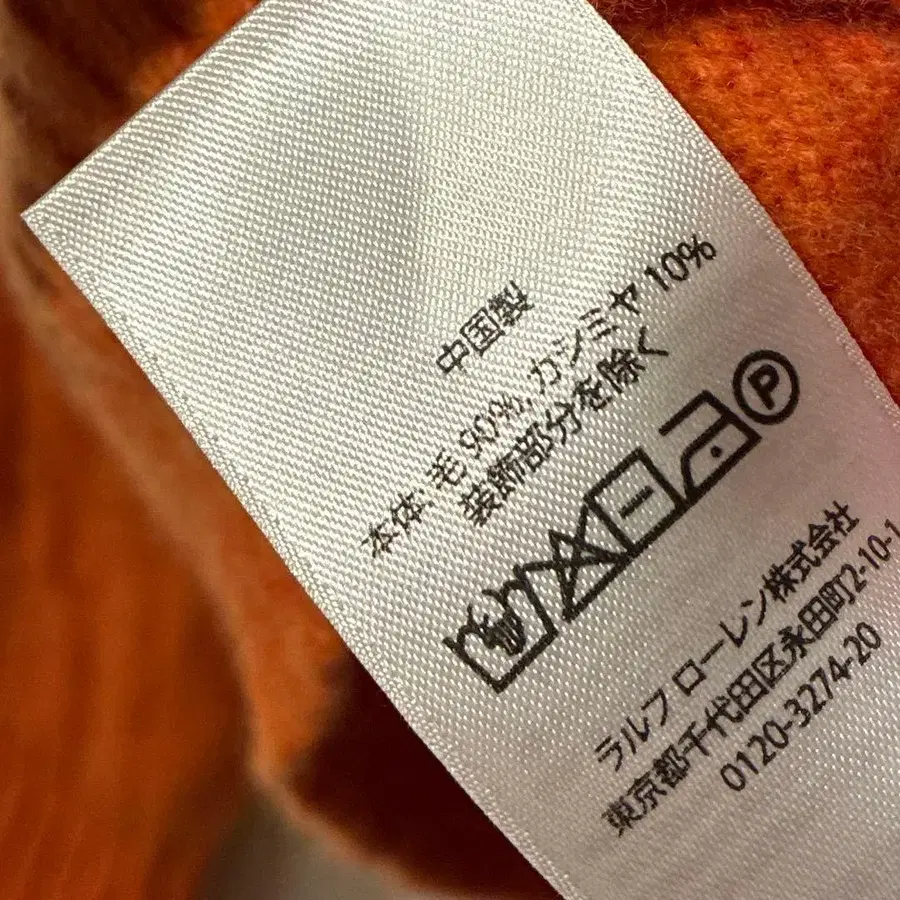 中国製
本体: 毛 90%, カシミヤ 10%
装飾部分を除く
P
ラルフ ローレン株式会社
東京都千代田区永田町2-10-1
0120-3274-20